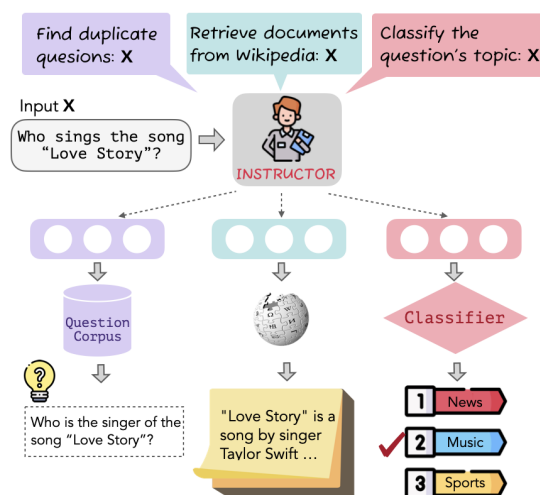 Find duplicate
quesions: X
Retrieve documents
from Wikipedia: X
Classify the
question's topic: X
Input X
Who sings the song
“Love Story”?
INSTRUCTOR
Question
Corpus
Classifier
?
Who is the singer of the
song “Love Story”?
"Love Story" is a
song by singer
Taylor Swift ...
1 News
2 Music
3 Sports